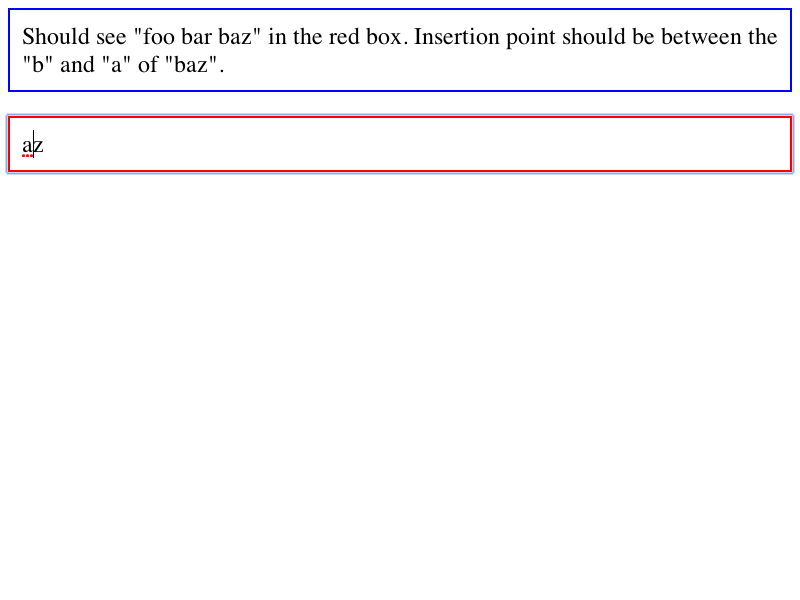 Should see "foo bar baz" in the red box. Insertion point should be between the
"b" and "a" of "baz".
az